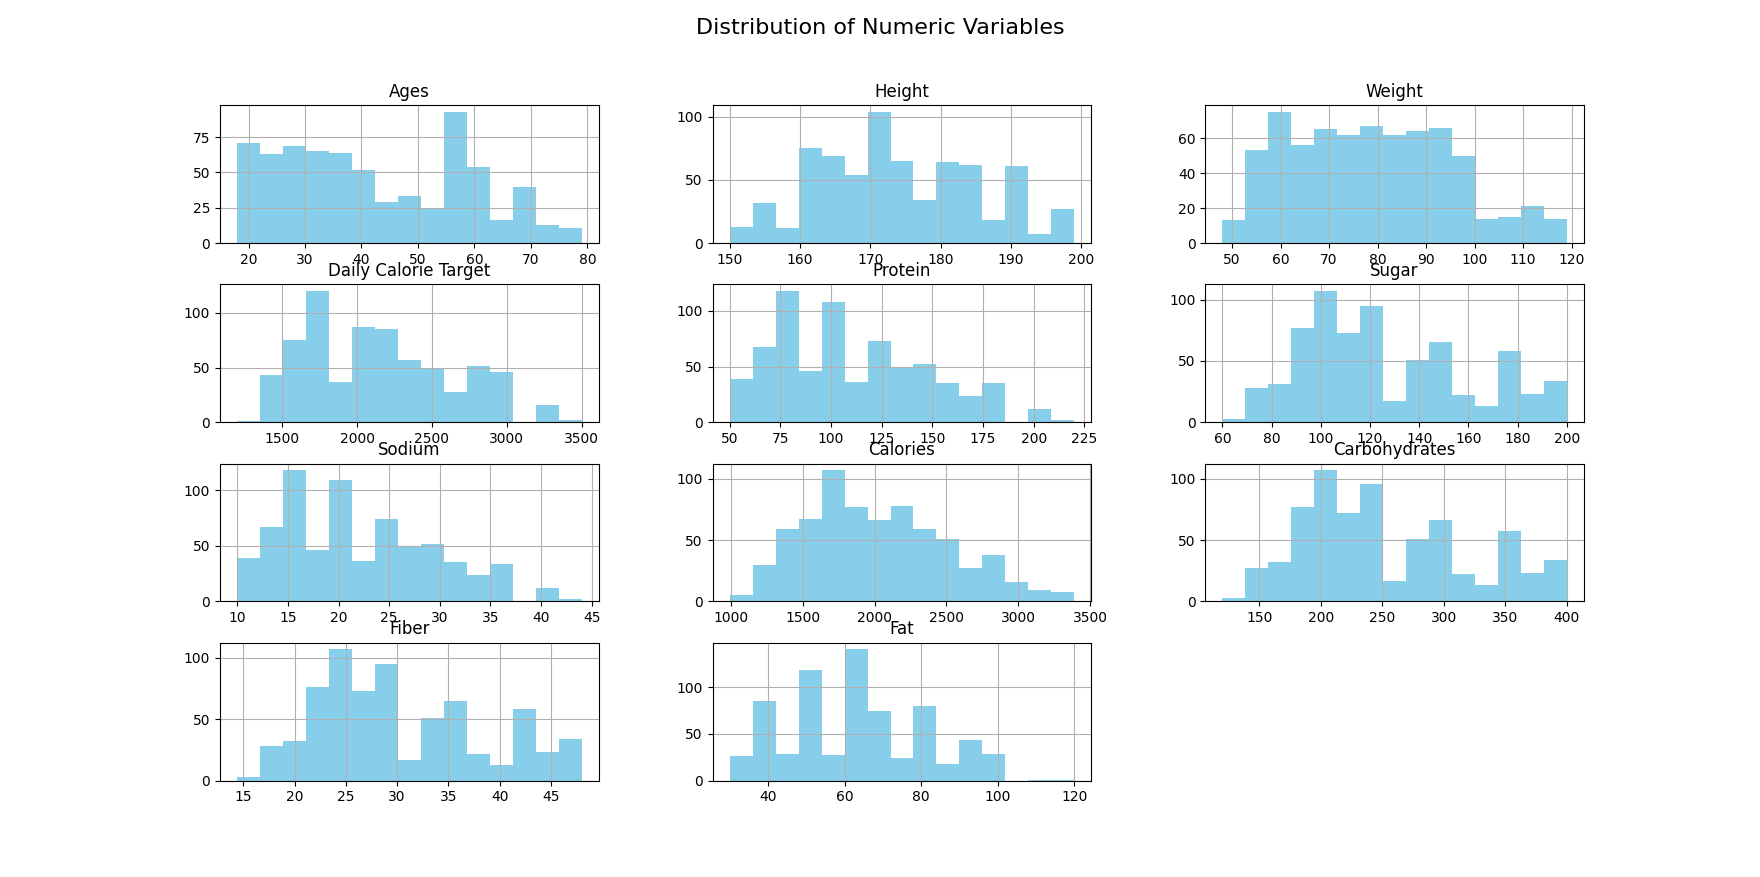 Distribution of Numeric Variables
Ages
75
50
25
0
20 30 40 50 60 70 80
Height
100
50
0
150 160 170 180 190 200
Weight
60
40
20
0
50 60 70 80 90 100 110 120
Daily Calorie Target
100
50
0
1500 2000 2500 3000 3500
Protein
100
50
0
50 75 100 125 150 175 200 225
Sugar
100
50
0
60 80 100 120 140 160 180 200
Sodium
100
50
0
10 15 20 25 30 35 40 45
Calories
100
50
0
1000 1500 2000 2500 3000 3500
Carbohydrates
100
50
0
150 200 250 300 350 400
Fiber
100
50
0
15 20 25 30 35 40 45
Fat
100
50
0
40 60 80 100 120